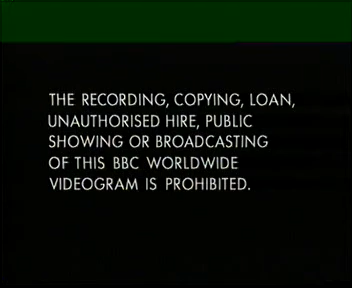 THE RECORDING, COPYING, LOAN,
UNAUTHORISED HIRE, PUBLIC
SHOWING OR BROADCASTING
OF THIS BBC WORLDWIDE
VIDEOGRAM IS PROHIBITED.